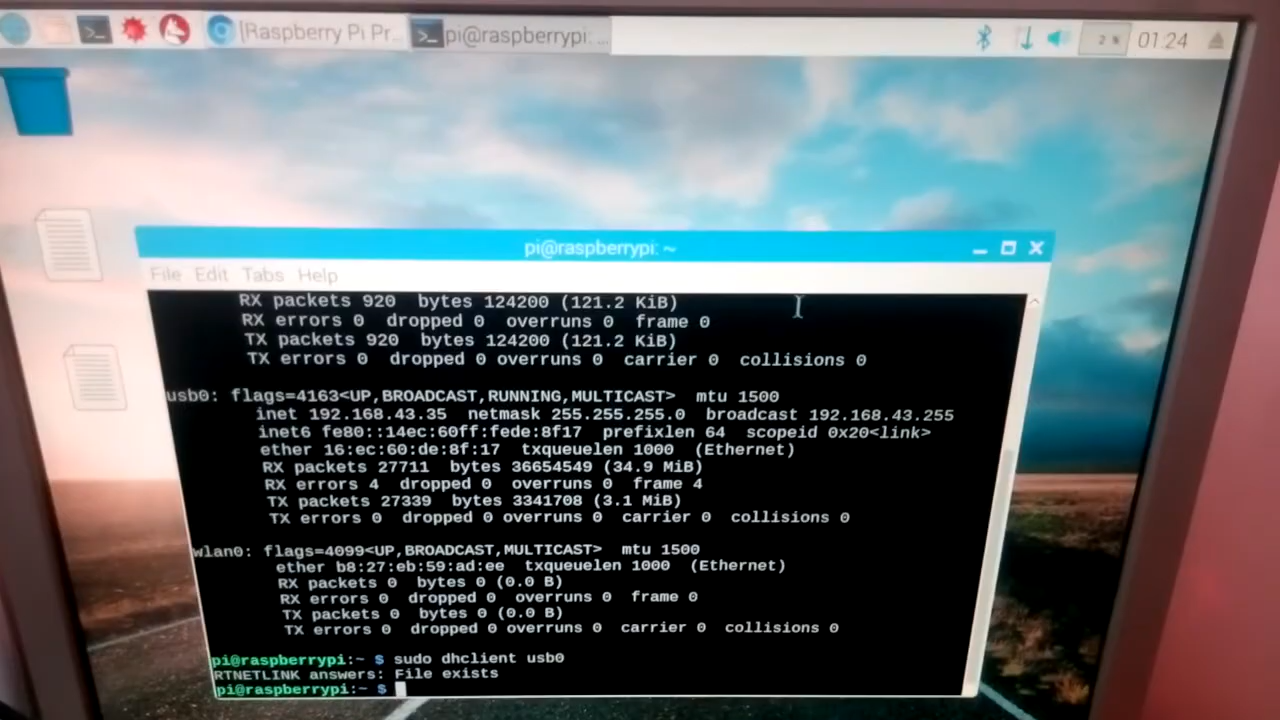 [Raspberry Pi Pr...
pi@raspberrypi: ...
2 %
01:24
pi@raspberrypi: ~
File Edit Tabs Help
RX packets 920 bytes 124200 (121.2 KiB)
RX errors 0 dropped 0 overruns 0 frame 0
TX packets 920 bytes 124200 (121.2 KiB)
TX errors 0 dropped 0 overruns 0 carrier 0 collisions 0
usb0: flags=4163<UP,BROADCAST,RUNNING,MULTICAST> mtu 1500
inet 192.168.43.35 netmask 255.255.255.0 broadcast 192.168.43.255
inet6 fe80::14ec:60ff:fede:8f17 prefixlen 64 scopeid 0x20<link>
ether 16:ec:60:de:8f:17 txqueuelen 1000 (Ethernet)
RX packets 27711 bytes 36654549 (34.9 MiB)
RX errors 4 dropped 0 overruns 0 frame 4
TX packets 27339 bytes 3341708 (3.1 MiB)
TX errors 0 dropped 0 overruns 0 carrier 0 collisions 0
wlan0: flags=4099<UP,BROADCAST,MULTICAST> mtu 1500
ether b8:27:eb:59:ad:ee txqueuelen 1000 (Ethernet)
RX packets 0 bytes 0 (0.0 B)
RX errors 0 dropped 0 overruns 0 frame 0
TX packets 0 bytes 0 (0.0 B)
TX errors 0 dropped 0 overruns 0 carrier 0 collisions 0
pi@raspberrypi:~ $ sudo dhclient usb0
RTNETLINK answers: File exists
pi@raspberrypi:~ $